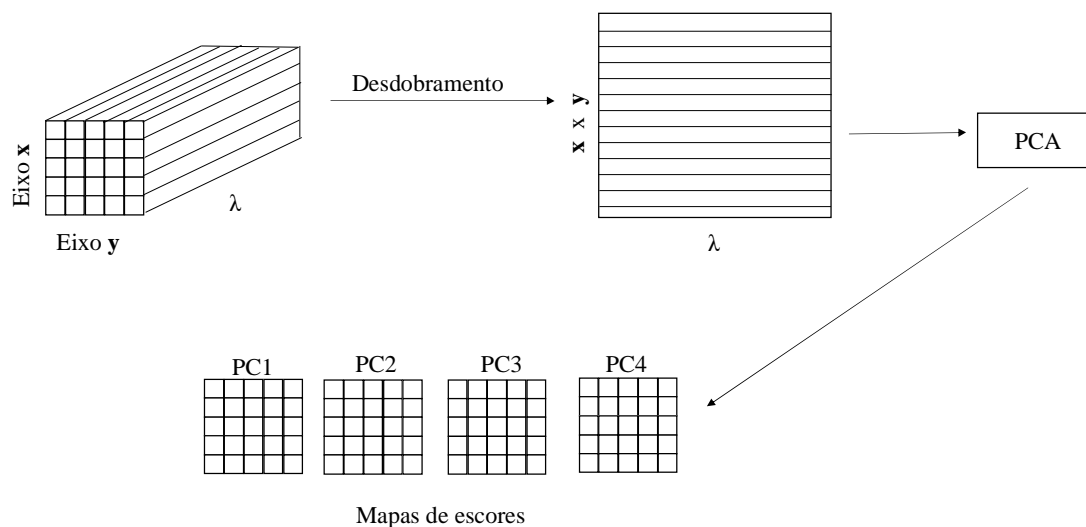 Desdobramento
Eixo x
x x y
PCA
λ
Eixo y
λ
PC1
PC2
PC3
PC4
Mapas de escores